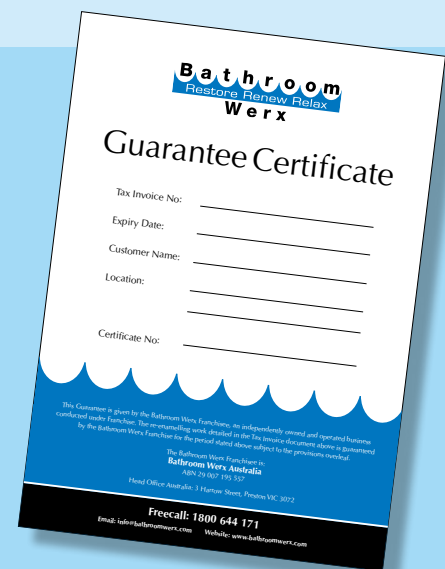 Bathroom
Restore Renew Relax
Werx
Guarantee Certificate
Tax Invoice No:
Expiry Date:
Customer Name:
Location:
Certificate No:
This Guarantee is given by the Bathroom Werx Franchisee, an independently owned and operated business
conducted under Franchise. The re-enamelling work detailed in the Tax Invoice document above is guaranteed
by the Bathroom Werx Franchise for the period stated above subject to the provisions overleaf.
The Bathroom Werx Franchisee is:
Bathroom Werx Australia
ABN 29 007 195 557
Head Office Australia: 3 Hartow Street, Preston VIC 3072
Freecall: 1800 644 171
Email: info@bathroomwerx.com Website: www.bathroomwerx.com